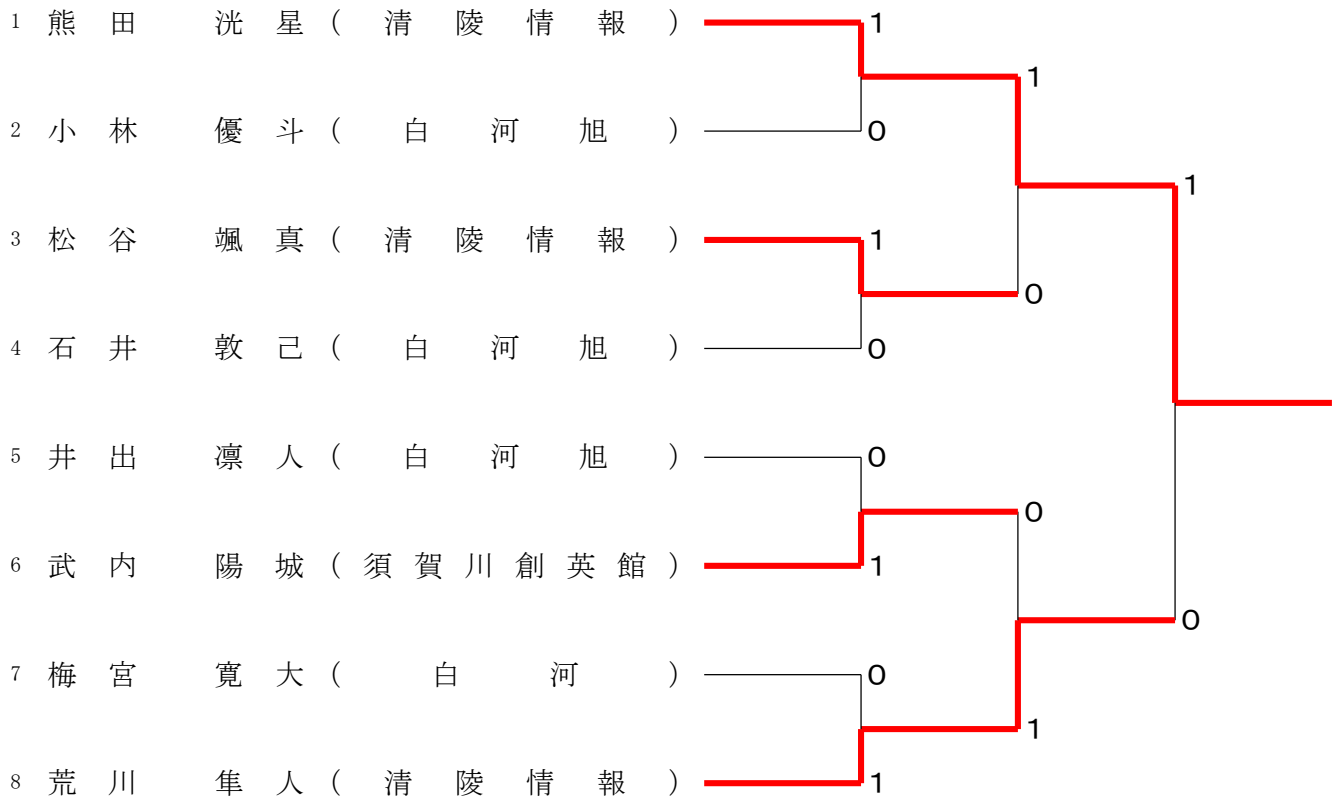 1 熊田 洸星(清陵情報) 1
1
2 小林 優斗(白河旭) 0
1
3 松谷 颯真(清陵情報) 1
0
4 石井 敦己(白河旭) 0
5 井出 凛人(白河旭) 0
0
6 武内 陽城(須賀川創英館) 1
0
7 梅宮 寛大(白河) 0
1
8 荒川 隼人(清陵情報) 1